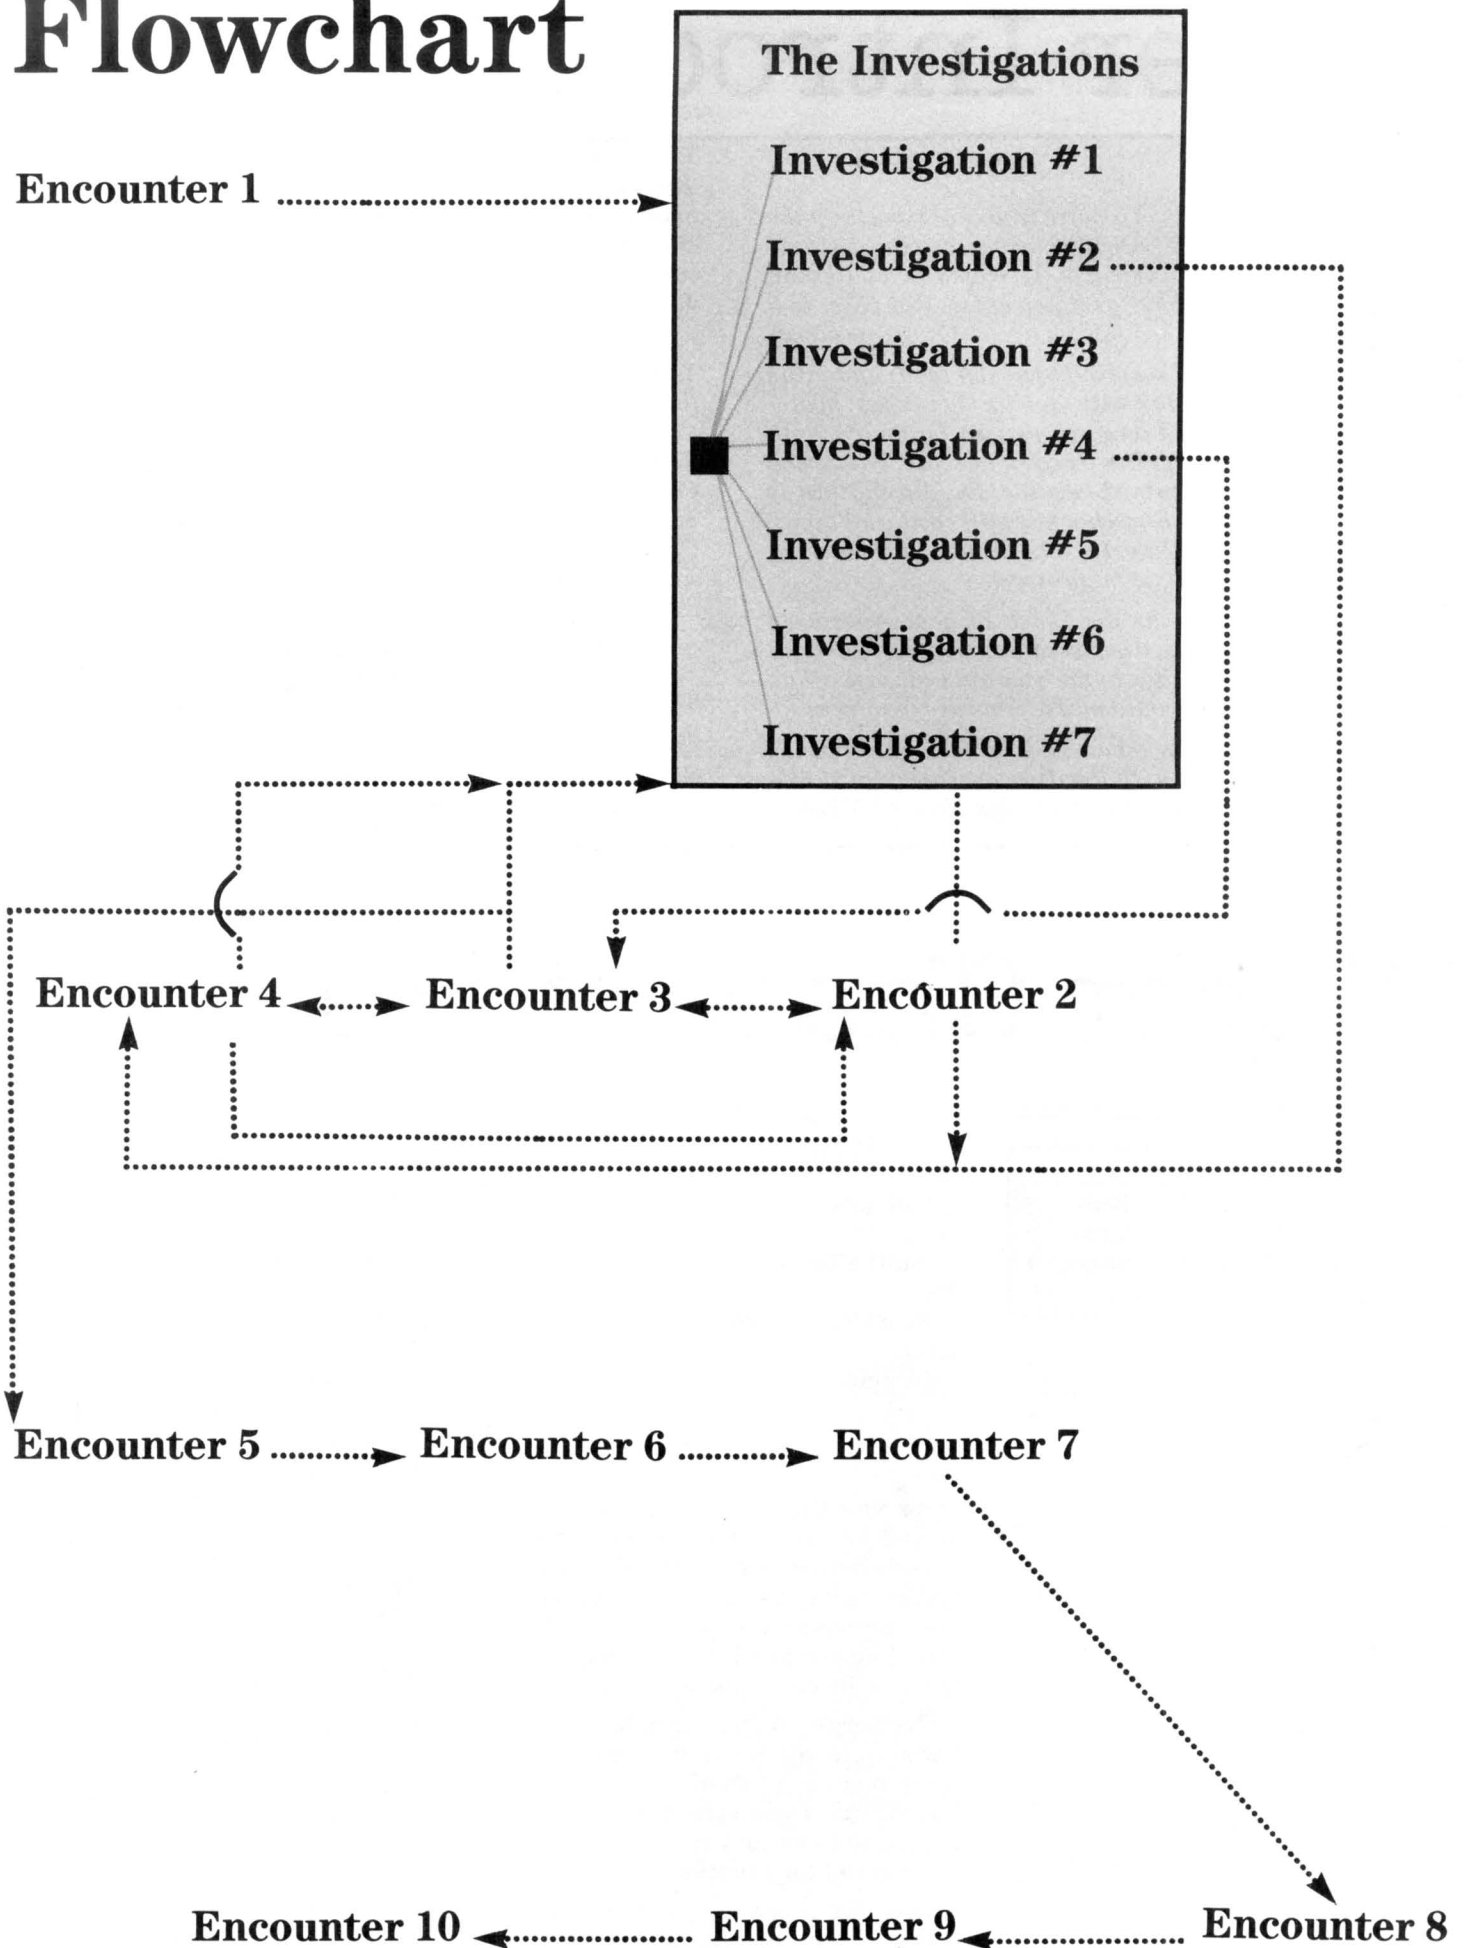 Flowchart
The Investigations
Investigation #1
Encounter 1
Investigation #2
Investigation #3
Investigation #4
Investigation #5
Investigation #6
Investigation #7
Encounter 4
Encounter 3
Encounter 2
Encounter 5
Encounter 6
Encounter 7
Encounter 10
Encounter 9
Encounter 8